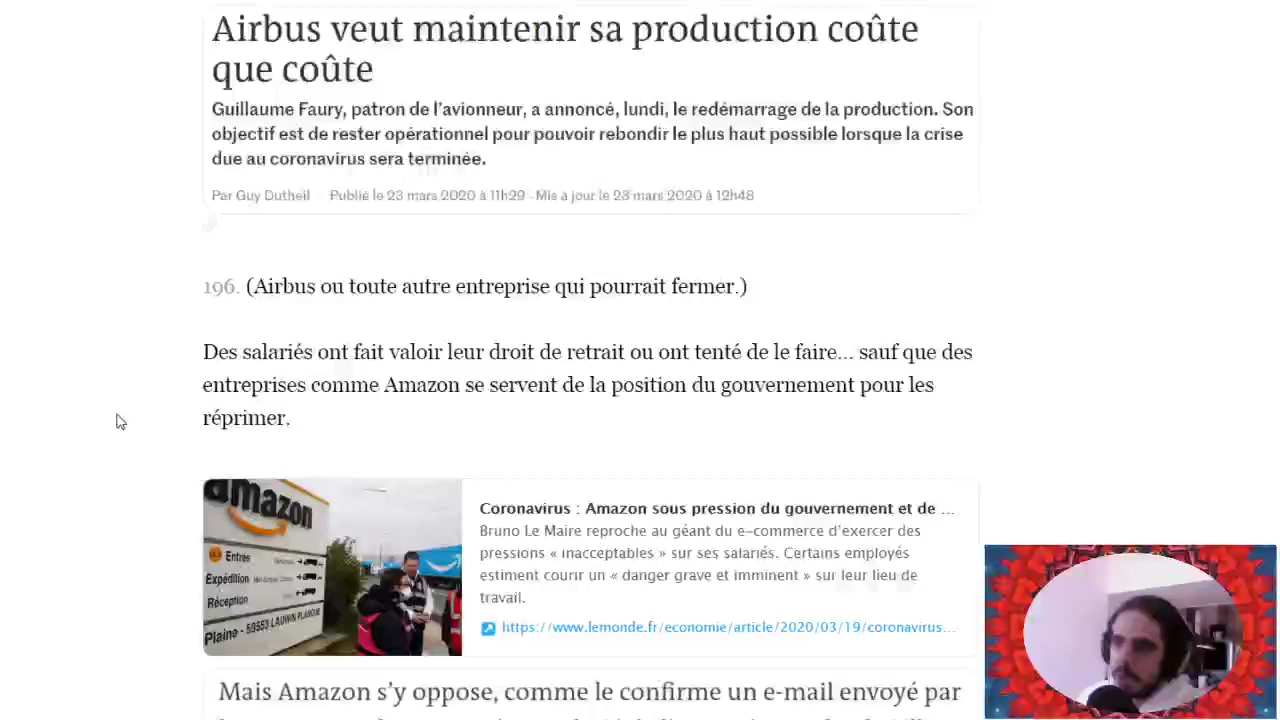 Airbus veut maintenir sa production coûte
que coûte
Guillaume Faury, patron de l’avionneur, a annoncé, lundi, le redémarrage de la production. Son
objectif est de rester opérationnel pour pouvoir rebondir le plus haut possible lorsque la crise
due au coronavirus sera terminée.
Par Guy Dutheil Publié le 23 mars 2020 à 11h29 - Mis à jour le 23 mars 2020 à 12h48
196. (Airbus ou toute autre entreprise qui pourrait fermer.)
Des salariés ont fait valoir leur droit de retrait ou ont tenté de le faire... sauf que des
entreprises comme Amazon se servent de la position du gouvernement pour les
réprimer.
amazon
Entrée
Expédition
Réception
Plaine - 59553 LAUWIN PLANQUE
Coronavirus : Amazon sous pression du gouvernement et de ...
Bruno Le Maire reproche au géant du e-commerce d’exercer des
pressions « inacceptables » sur ses salariés. Certains employés
estiment courir un « danger grave et imminent » sur leur lieu de
travail.
https://www.lemonde.fr/economie/article/2020/03/19/coronavirus...
Mais Amazon s’y oppose, comme le confirme un e-mail envoyé par